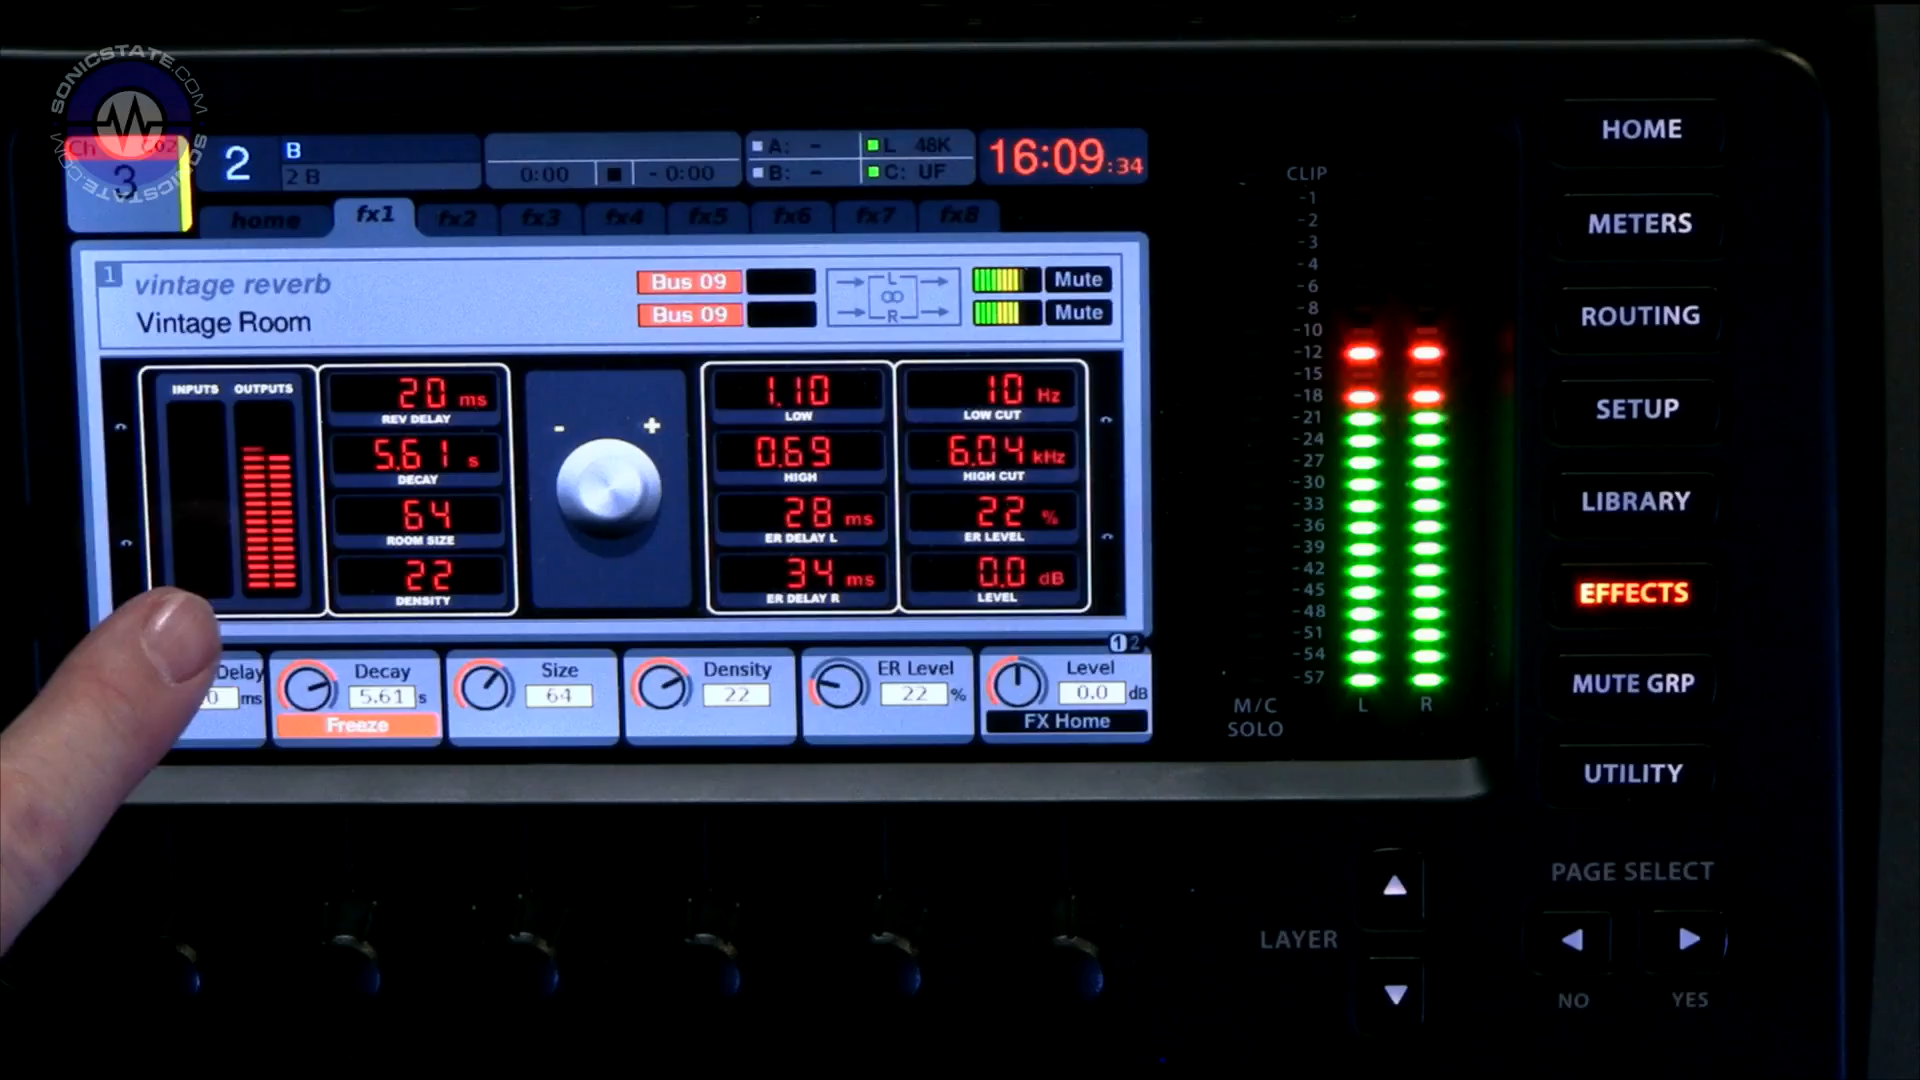 SONICSTATE.COM SONICSTATE.COM
Ch
3
2
B
2 B
0:00 - 0:00
A: -
B: -
L 48K
C: UF
16:09:34
home fx1 fx2 fx3 fx4 fx5 fx6 fx7 fx8
1
vintage reverb
Vintage Room
Bus 09
Bus 09
L
R
Mute
Mute
INPUTS OUTPUTS
20 ms
REV DELAY
5.61 s
DECAY
64
ROOM SIZE
22
DENSITY
- +
1.10
LOW
0.69
HIGH
28 ms
ER DELAY L
34 ms
ER DELAY R
10 Hz
LOW CUT
6.04 kHz
HIGH CUT
22 %
ER LEVEL
0.0 dB
LEVEL
1 2
Delay
0 ms
Decay
5.61 s
Freeze
Size
64
Density
22
ER Level
22 %
Level
0.0 dB
FX Home
CLIP
-1
-2
-3
-4
-6
-8
-10
-12
-15
-18
-21
-24
-27
-30
-33
-36
-39
-42
-45
-48
-51
-54
-57
M/C
SOLO
L R
HOME
METERS
ROUTING
SETUP
LIBRARY
EFFECTS
MUTE GRP
UTILITY
LAYER
PAGE SELECT
NO YES